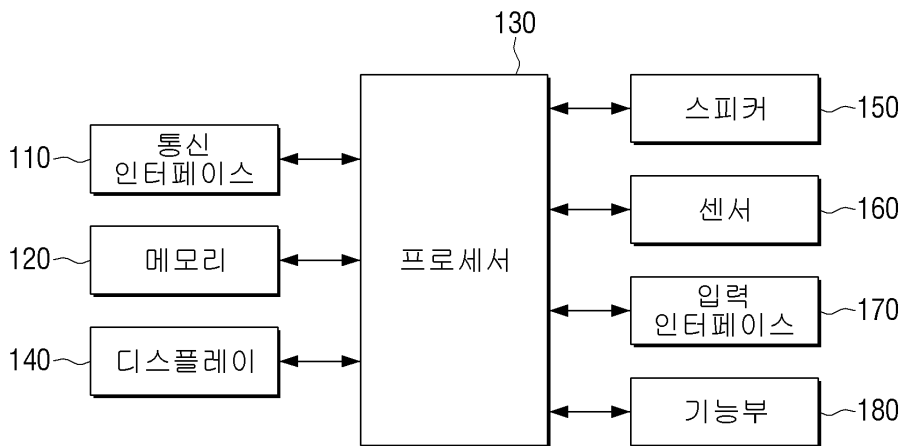 130
110
통신
인터페이스
120
메모리
140
디스플레이
프로세서
스피커
150
센서
160
입력
인터페이스
170
기능부
180